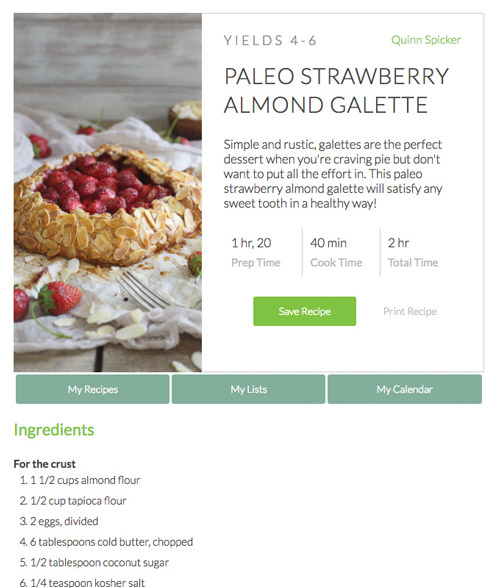 YIELDS 4-6
Quinn Spicker
PALEO STRAWBERRY
ALMOND GALETTE
Simple and rustic, galettes are the perfect
dessert when you're craving pie but don't
want to put all the effort in. This paleo
strawberry almond galette will satisfy any
sweet tooth in a healthy way!
1 hr, 20
40 min
2 hr
Prep Time
Cook Time
Total Time
Save Recipe
Print Recipe
My Recipes
My Lists
My Calendar
Ingredients
For the crust
1. 1 1/2 cups almond flour
2. 1/2 cup tapioca flour
3. 2 eggs, divided
4. 6 tablespoons cold butter, chopped
5. 1/2 tablespoon coconut sugar
6. 1/4 teaspoon kosher salt